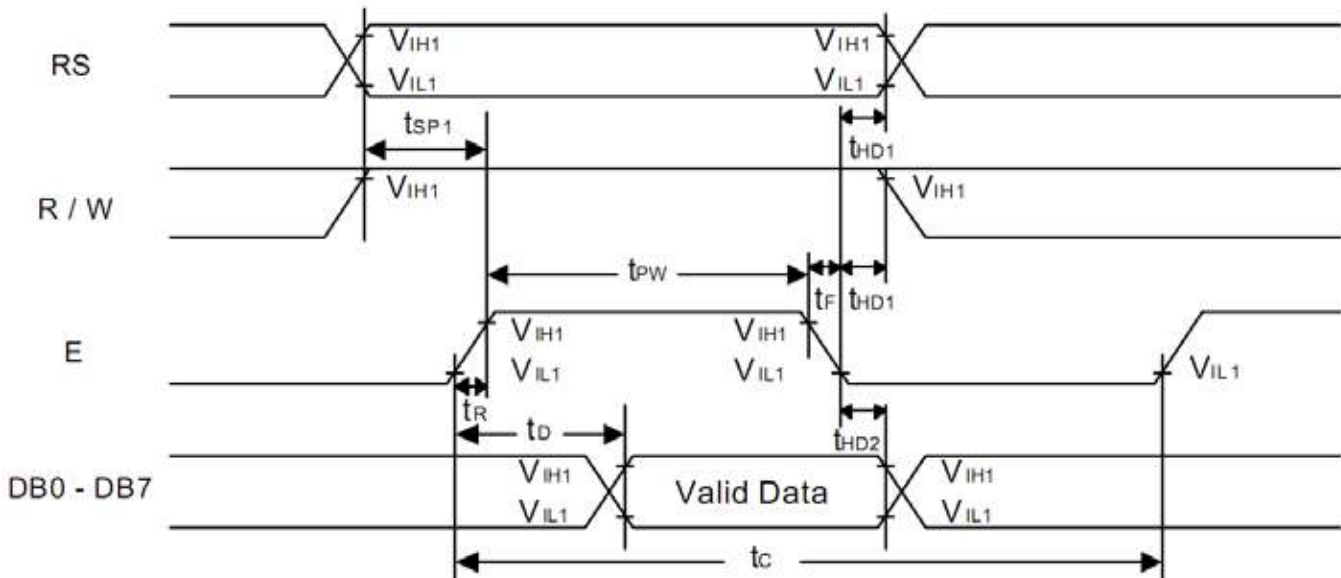 RS
VIH1 VIH1
VIL1 VIL1
tSP1 tHD1
R / W
VIH1 VIH1
tPW tF tHD1
E
VIH1 VIH1
VIL1 VIL1 VIL1
tR
tD tHD2
DB0 - DB7
VIH1 Valid Data VIH1
VIL1 VIL1
tC